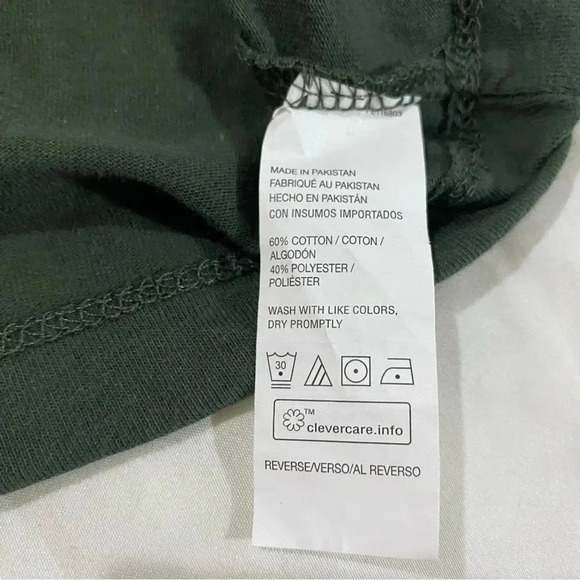 MADE IN PAKISTAN
FABRIQUÉ AU PAKISTAN
HECHO EN PAKISTÁN
CON INSUMOS IMPORTADOS
60% COTTON / COTON /
ALGODÓN
40% POLYESTER /
POLIÉSTER
WASH WITH LIKE COLORS,
DRY PROMPTLY
30
™
clevercare.info
REVERSE/VERSO/AL REVERSO